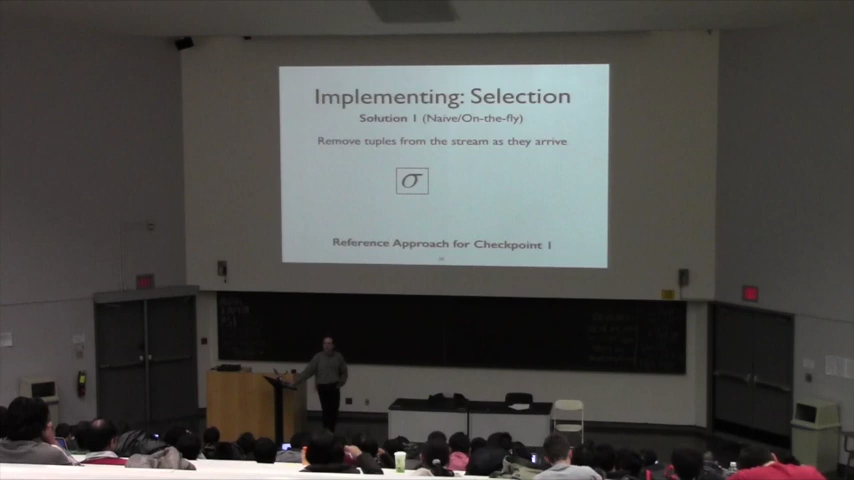 Implementing: Selection
Solution 1 (Naive/On-the-fly)
Remove tuples from the stream as they arrive
σ
Reference Approach for Checkpoint 1